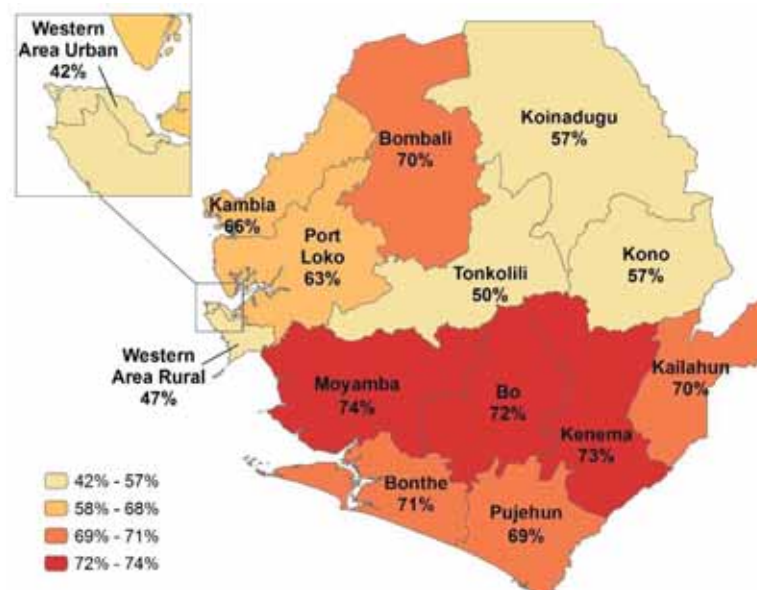 Western
Area Urban
42%
Koinadugu
57%
Bombali
70%
Kambia
66%
Port
Loko
63%
Kono
57%
Tonkolili
50%
Western
Area Rural
47%
Moyamba
74%
Bo
72%
Kailahun
70%
Kenema
73%
Bonthe
71%
Pujehun
69%
42% - 57%
58% - 68%
69% - 71%
72% - 74%